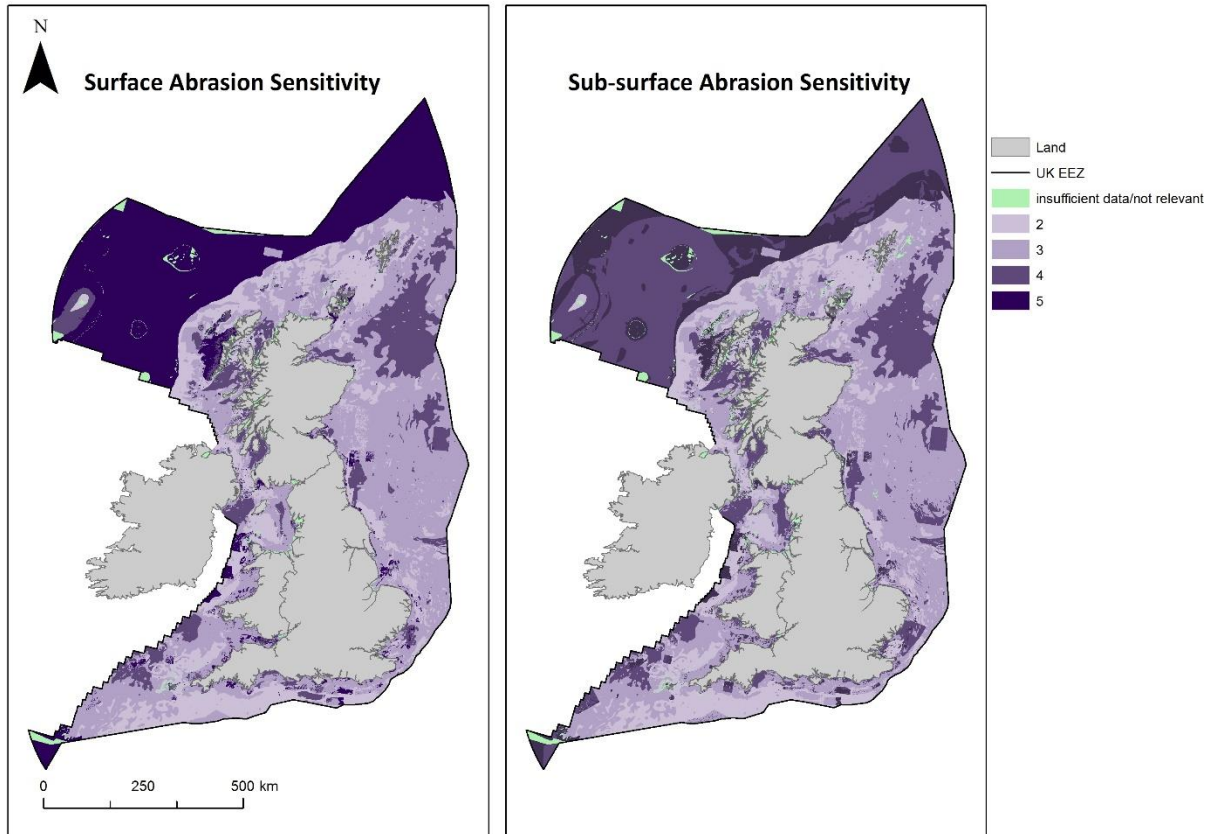 N
Surface Abrasion Sensitivity
Sub-surface Abrasion Sensitivity
Land
UK EEZ
insufficient data/not relevant
2
3
4
5
0 250 500 km